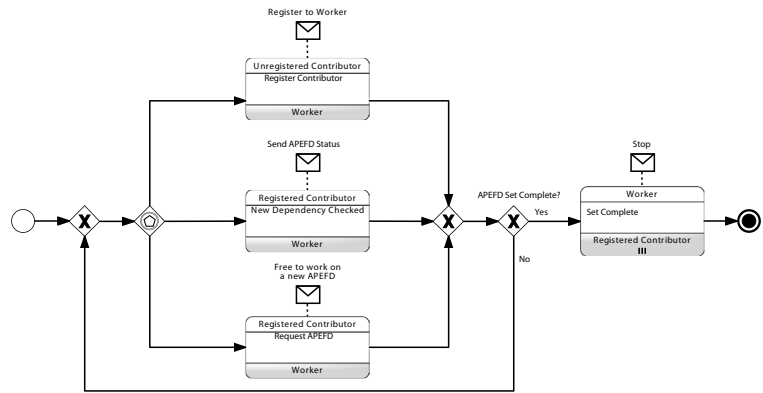 Register to Worker
Unregistered Contributor
Register Contributor
Worker
Send APEFD Status
Registered Contributor
New Dependency Checked
Worker
Free to work on
a new APEFD
Registered Contributor
Request APEFD
Worker
APEFD Set Complete?
Yes
No
Stop
Worker
Set Complete
Registered Contributor